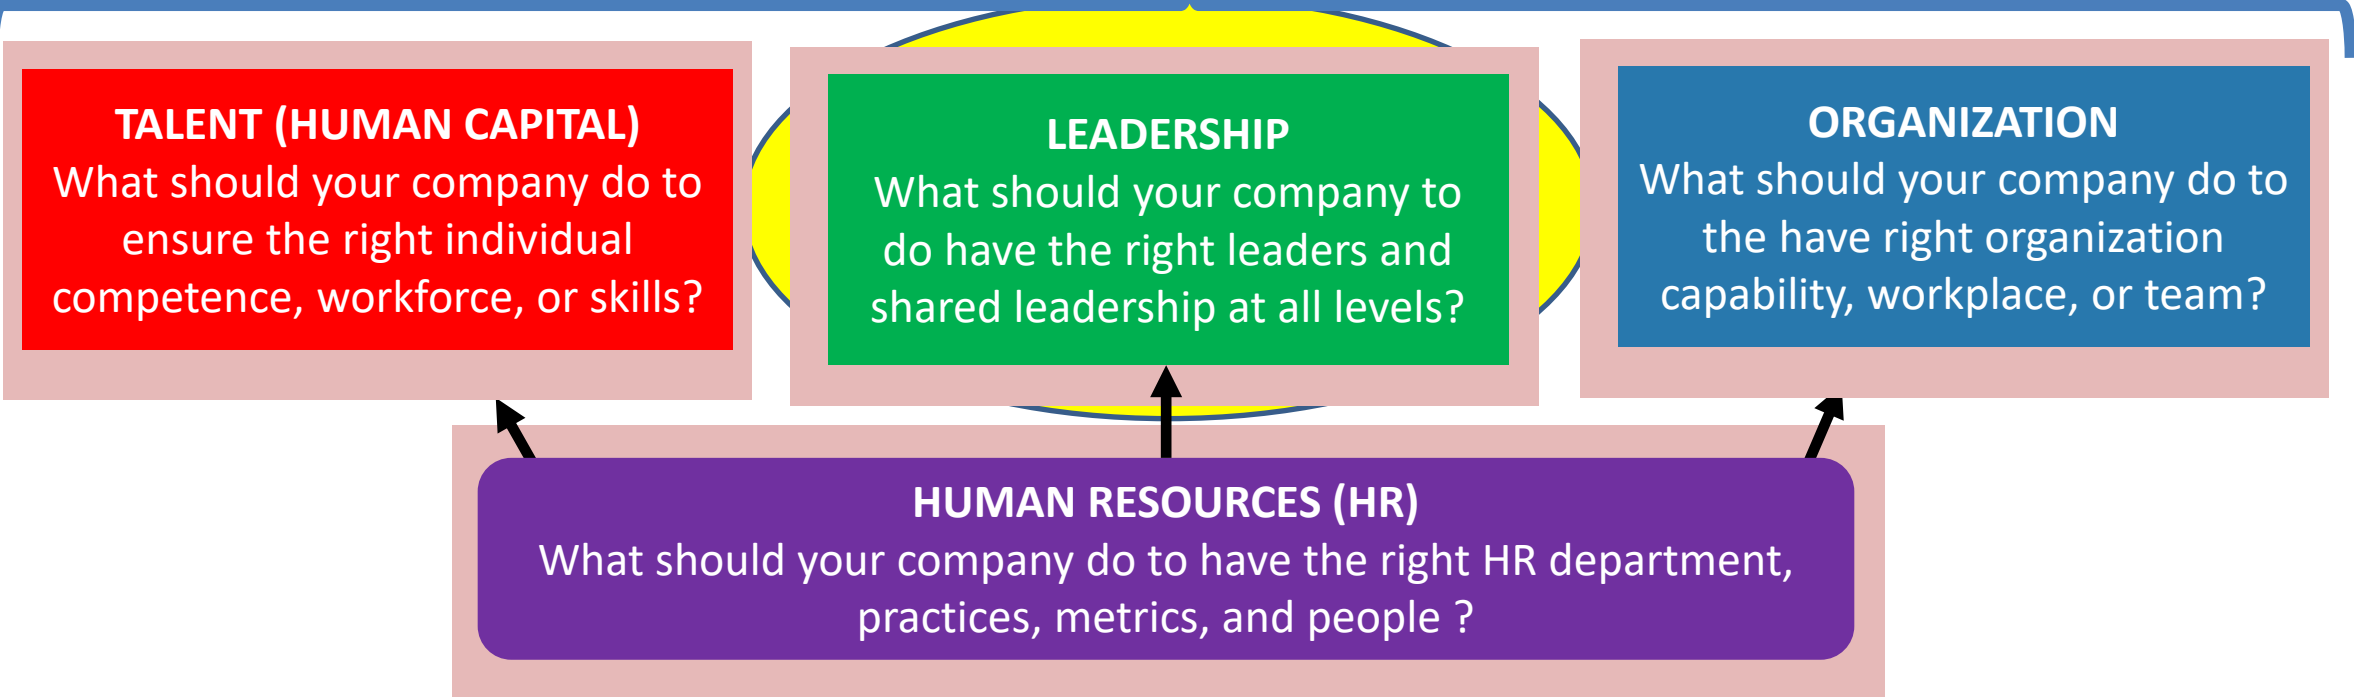 TALENT (HUMAN CAPITAL)
What should your company do to
ensure the right individual
competence, workforce, or skills?
LEADERSHIP
What should your company to
do have the right leaders and
shared leadership at all levels?
ORGANIZATION
What should your company do to
the have right organization
capability, workplace, or team?
HUMAN RESOURCES (HR)
What should your company do to have the right HR department,
practices, metrics, and people ?